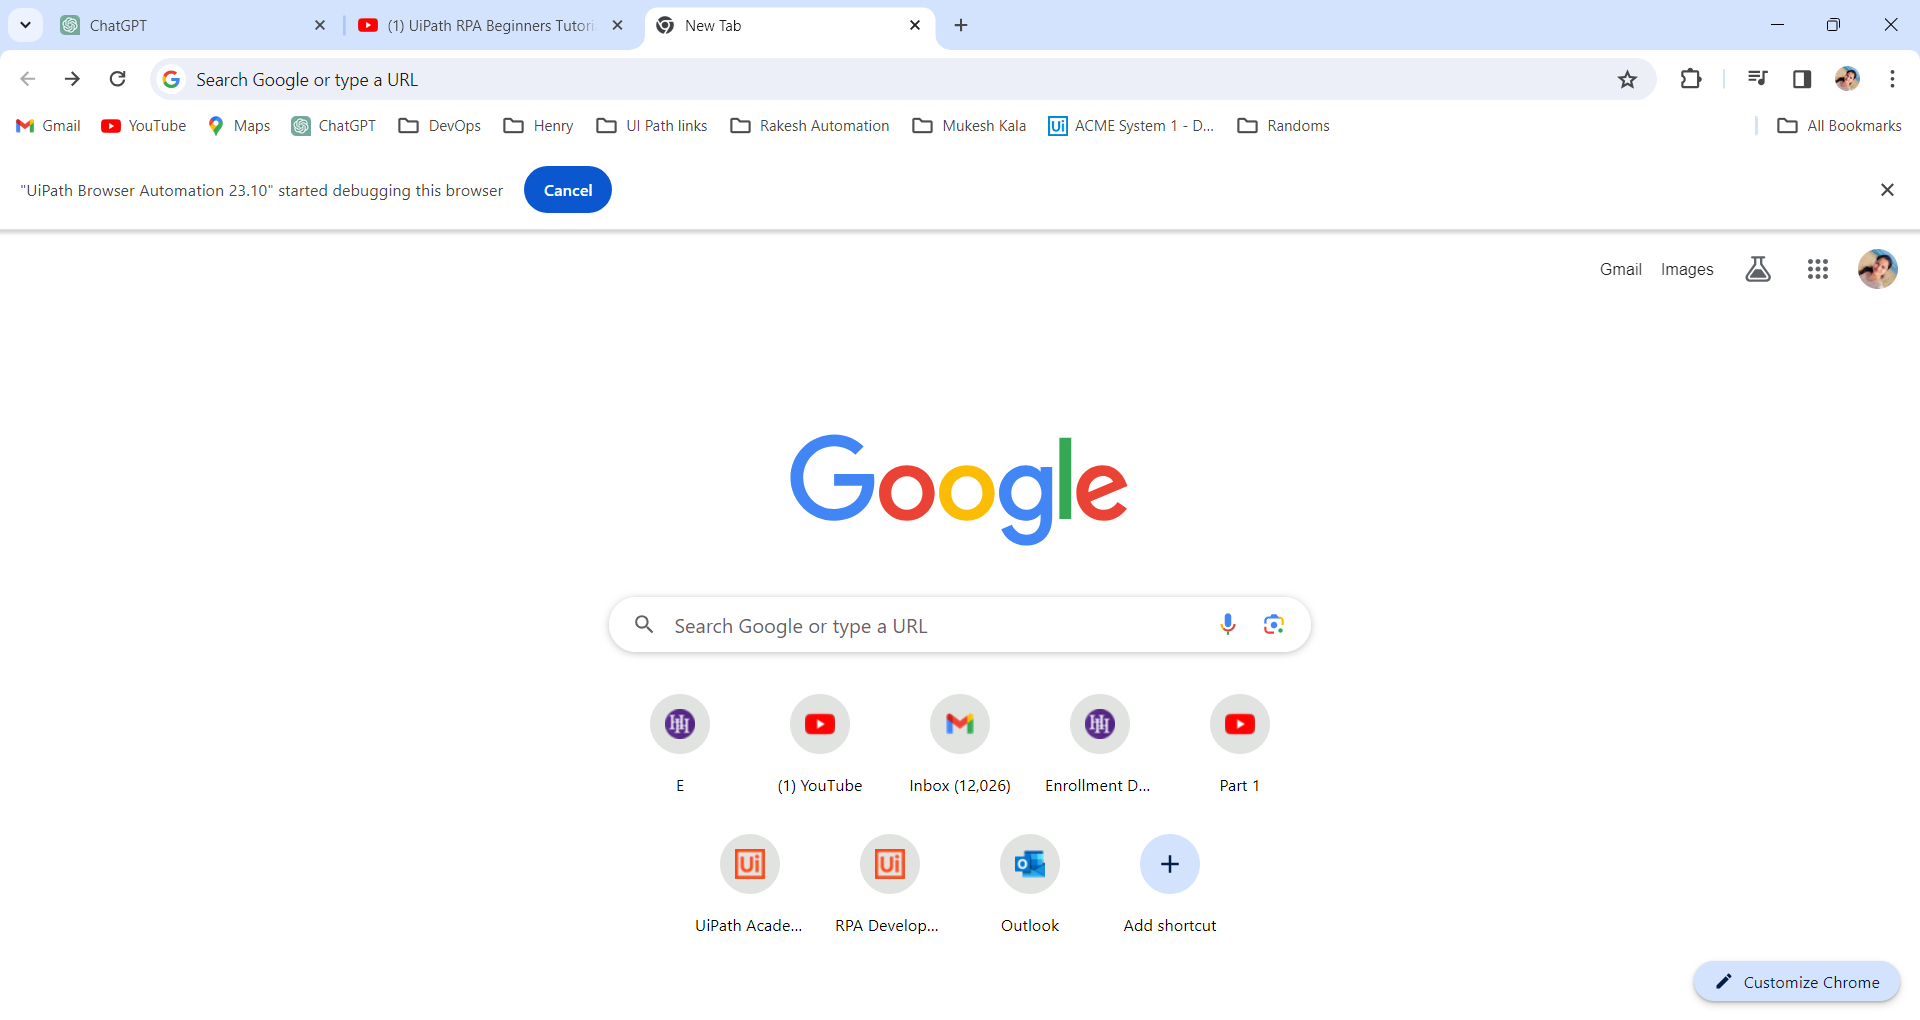 ChatGPT
(1) UiPath RPA Beginners Tutori
New Tab
Search Google or type a URL
Gmail
YouTube
Maps
ChatGPT
DevOps
Henry
UI Path links
Rakesh Automation
Mukesh Kala
Ui
ACME System 1 - D...
Randoms
All Bookmarks
"UiPath Browser Automation 23.10" started debugging this browser
Cancel
Gmail
Images
Google
Search Google or type a URL
E
(1) YouTube
Inbox (12,026)
Enrollment D...
Part 1
Ui
Ui
UiPath Acade...
RPA Develop...
Outlook
Add shortcut
Customize Chrome